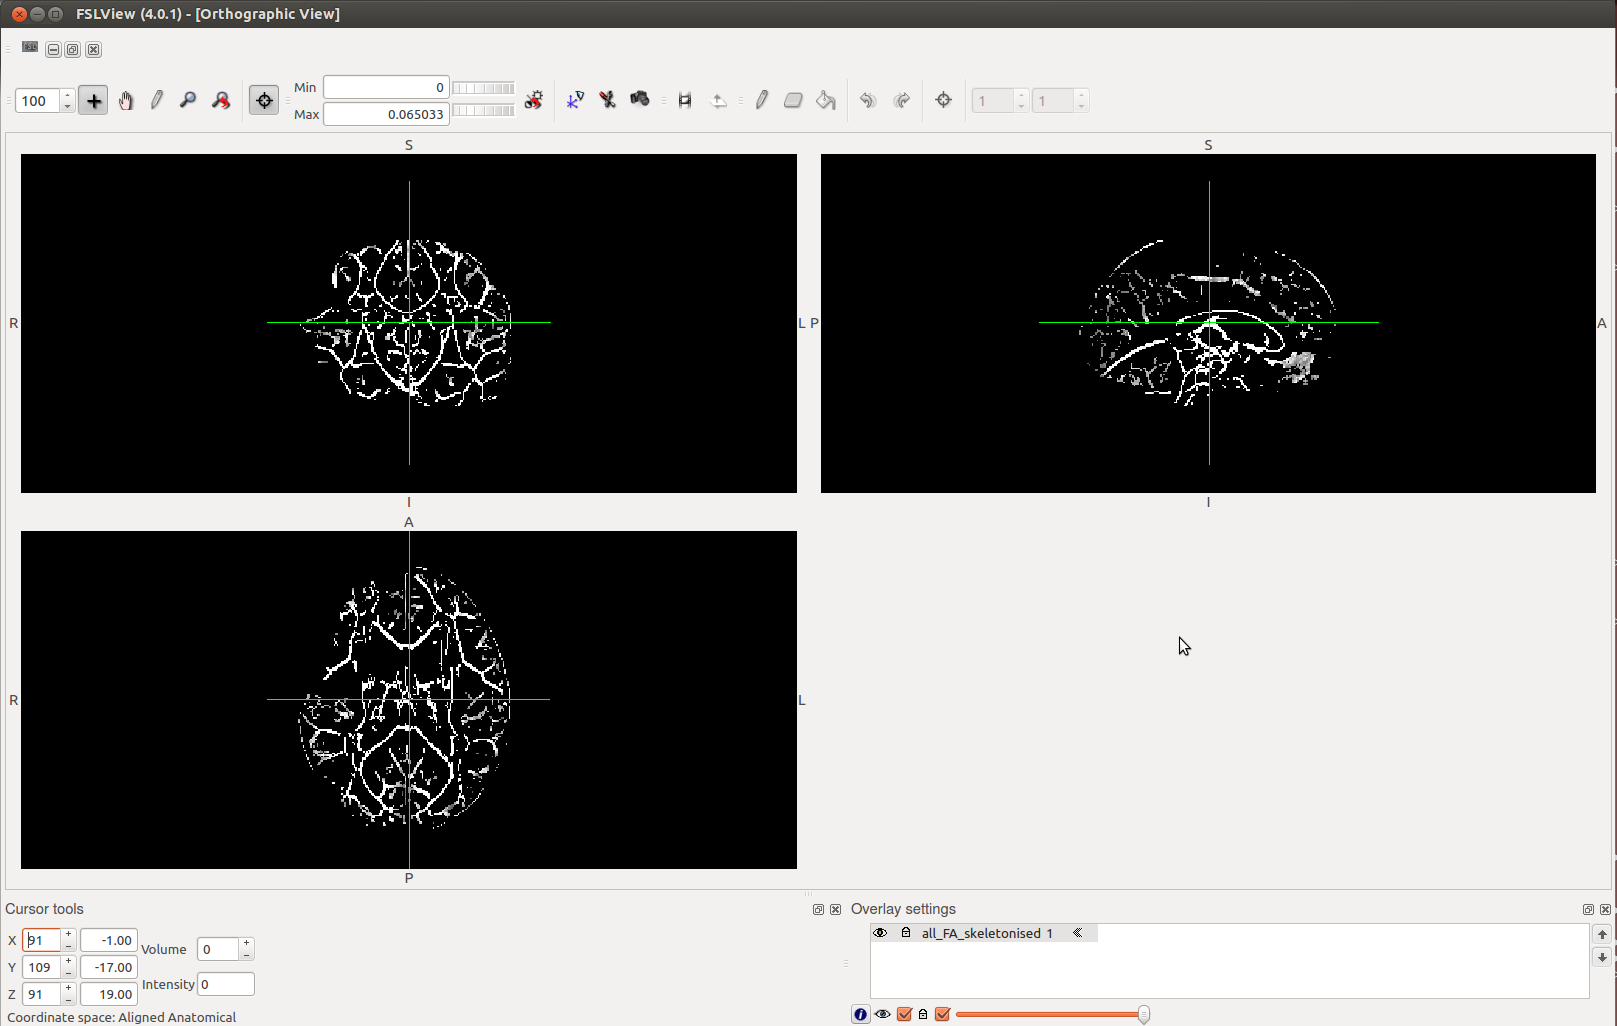 FSLView (4.0.1) - [Orthographic View]
100
Min 0
Max 0.065033
1 1
S S
R L P A
I I
A
R L
P
Cursor tools
Overlay settings
X 91 -1.00
Volume 0
Y 109 -17.00
Intensity 0
Z 91 19.00
Coordinate space: Aligned Anatomical
all_FA_skeletonised 1